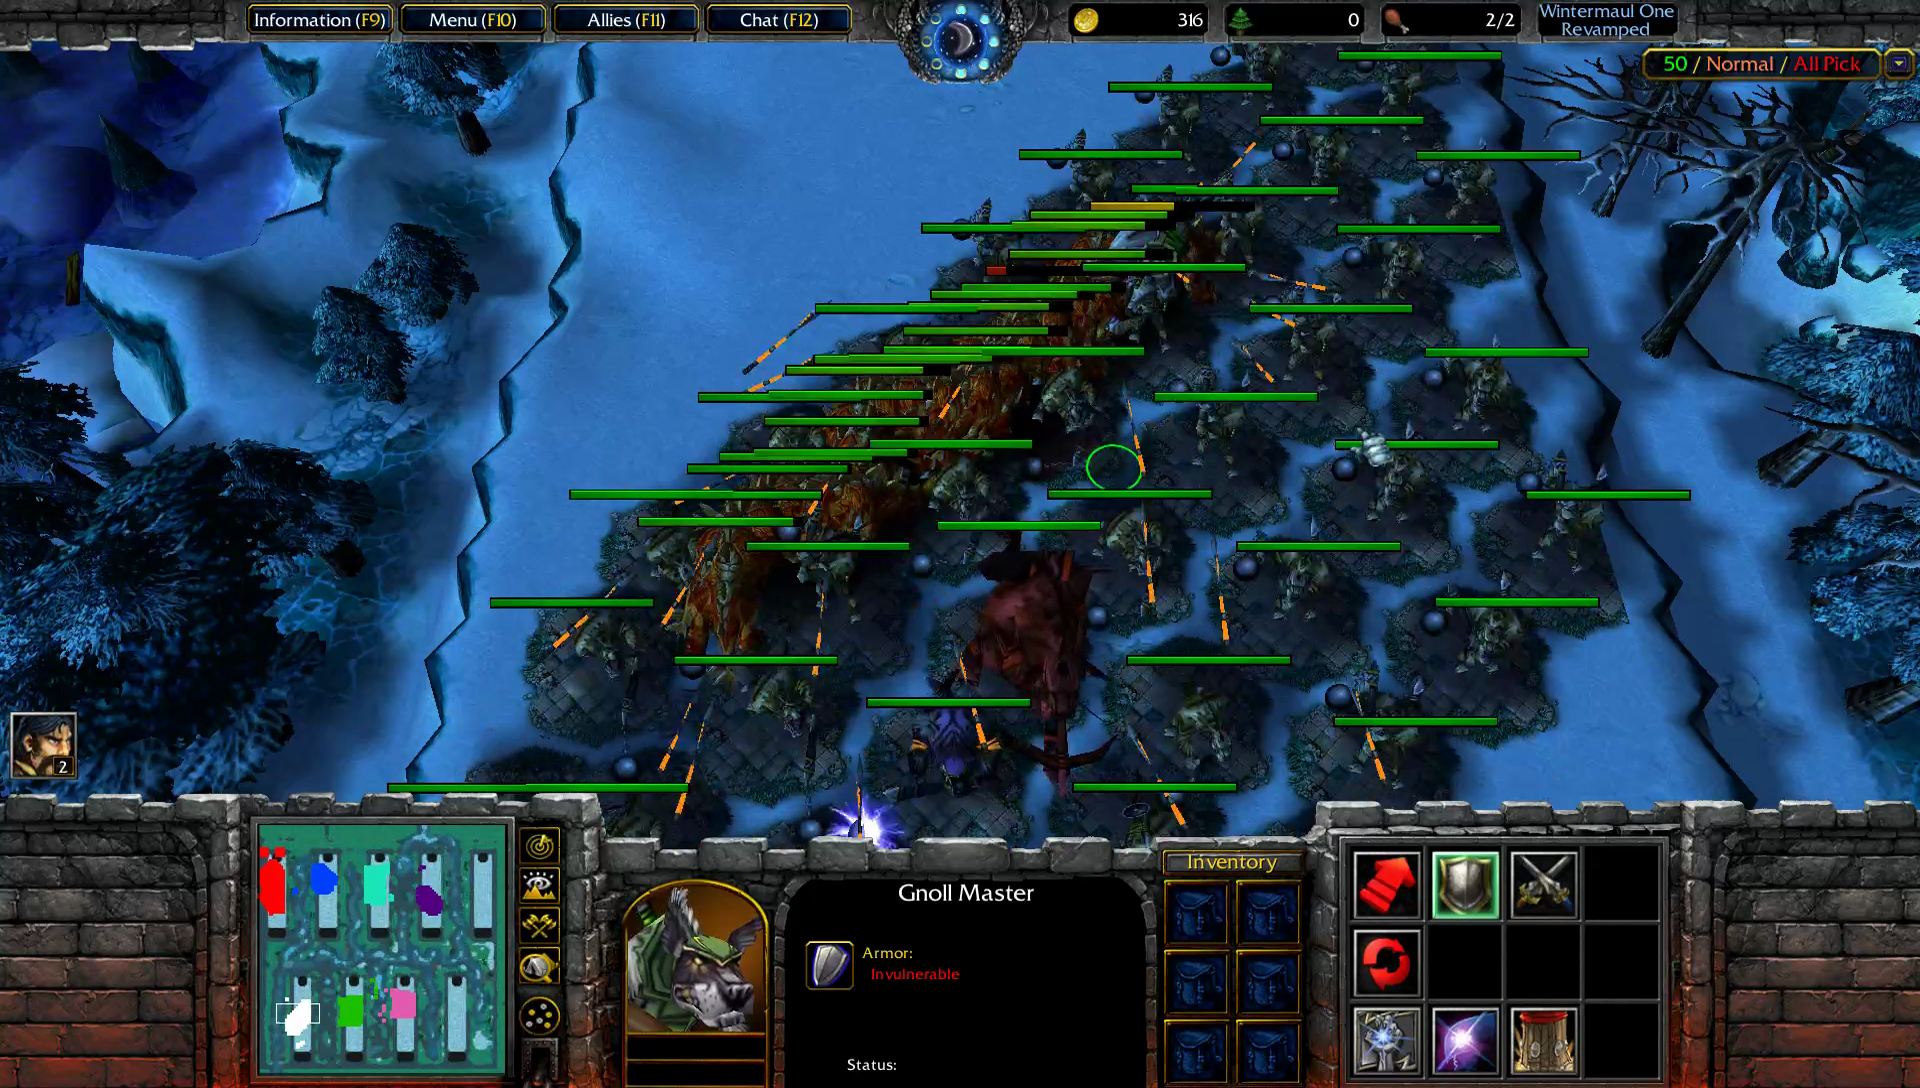 Information (F9)
Menu (F10)
Allies (F11)
Chat (F12)
316
0
2/2
Wintermaul One
Revamped
50 / Normal / All Pick
2
Gnoll Master
Armor:
Invulnerable
Status:
Inventory